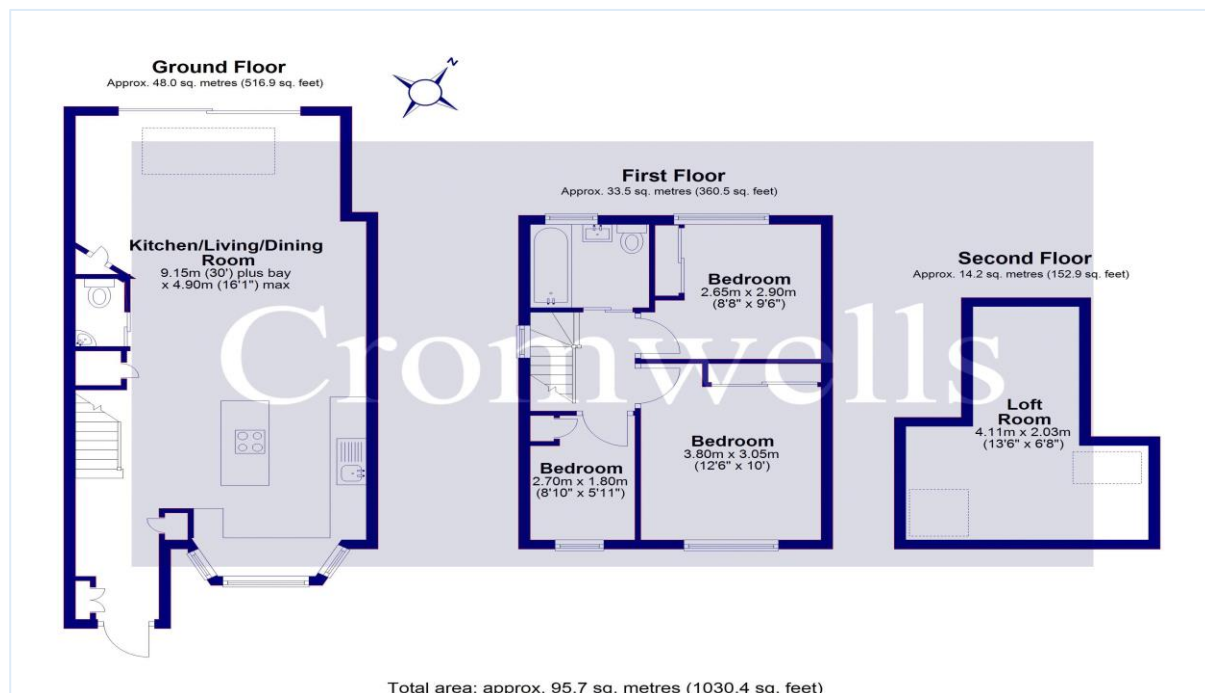 Ground Floor
Approx. 48.0 sq. metres (516.9 sq. feet)
N
Kitchen/Living/Dining
Room
9.15m (30') plus bay
x 4.90m (16'1") max
First Floor
Approx. 33.5 sq. metres (360.5 sq. feet)
Bedroom
2.65m x 2.90m
(8'8" x 9'6")
Bedroom
3.80m x 3.05m
(12'6" x 10')
Bedroom
2.70m x 1.80m
(8'10" x 5'11")
Second Floor
Approx. 14.2 sq. metres (152.9 sq. feet)
Loft
Room
4.11m x 2.03m
(13'6" x 6'8")
Cromwells
Total area: approx. 95.7 sq. metres (1030.4 sq. feet)